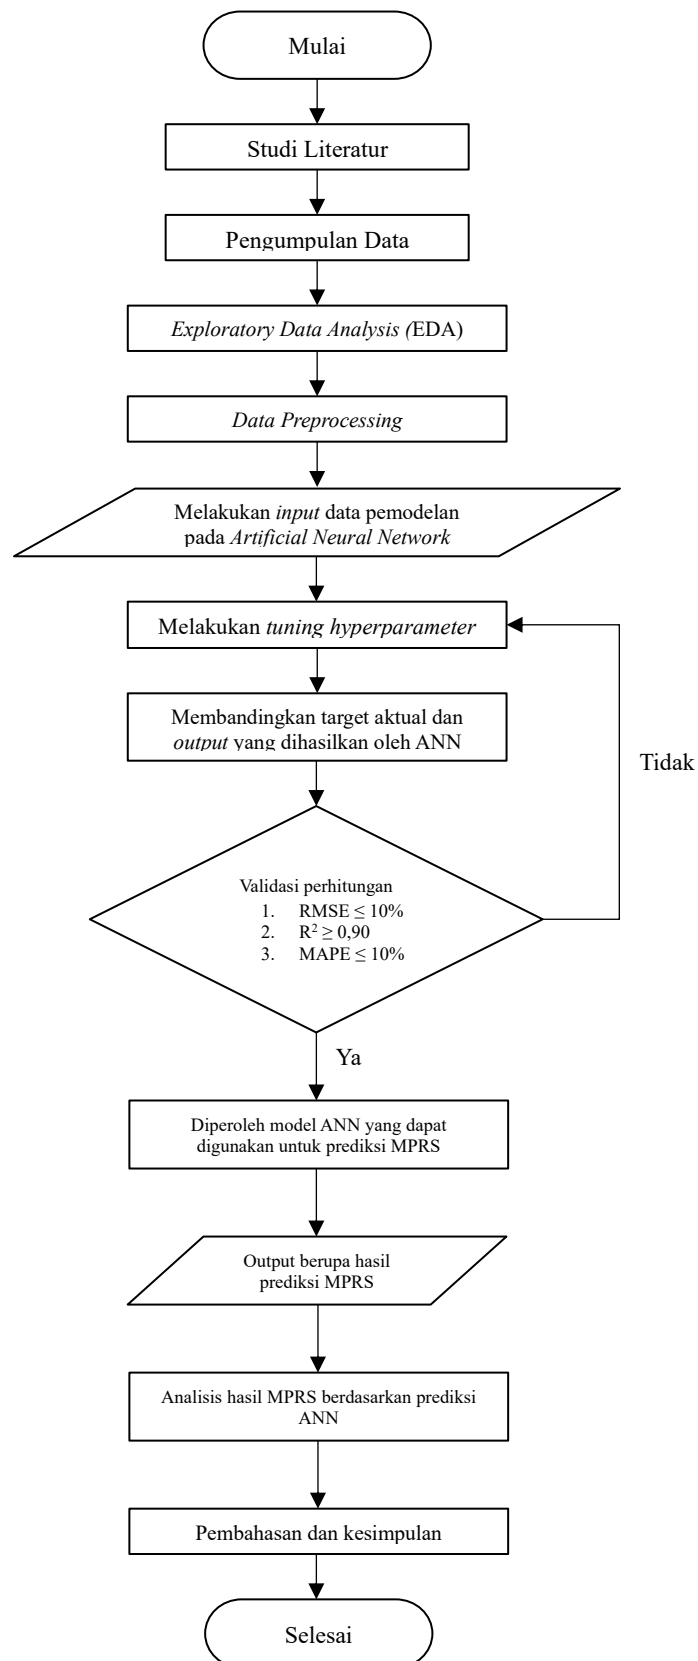 Mulai
Studi Literatur
Pengumpulan Data
Exploratory Data Analysis (EDA)
Data Preprocessing
Melakukan input data pemodelan
pada Artificial Neural Network
Melakukan tuning hyperparameter
Membandingkan target aktual dan
output yang dihasilkan oleh ANN
Tidak
Validasi perhitungan
1. RMSE ≤ 10%
2. R² ≥ 0,90
3. MAPE ≤ 10%
Ya
Diperoleh model ANN yang dapat
digunakan untuk prediksi MPRS
Output berupa hasil
prediksi MPRS
Analisis hasil MPRS berdasarkan prediksi
ANN
Pembahasan dan kesimpulan
Selesai